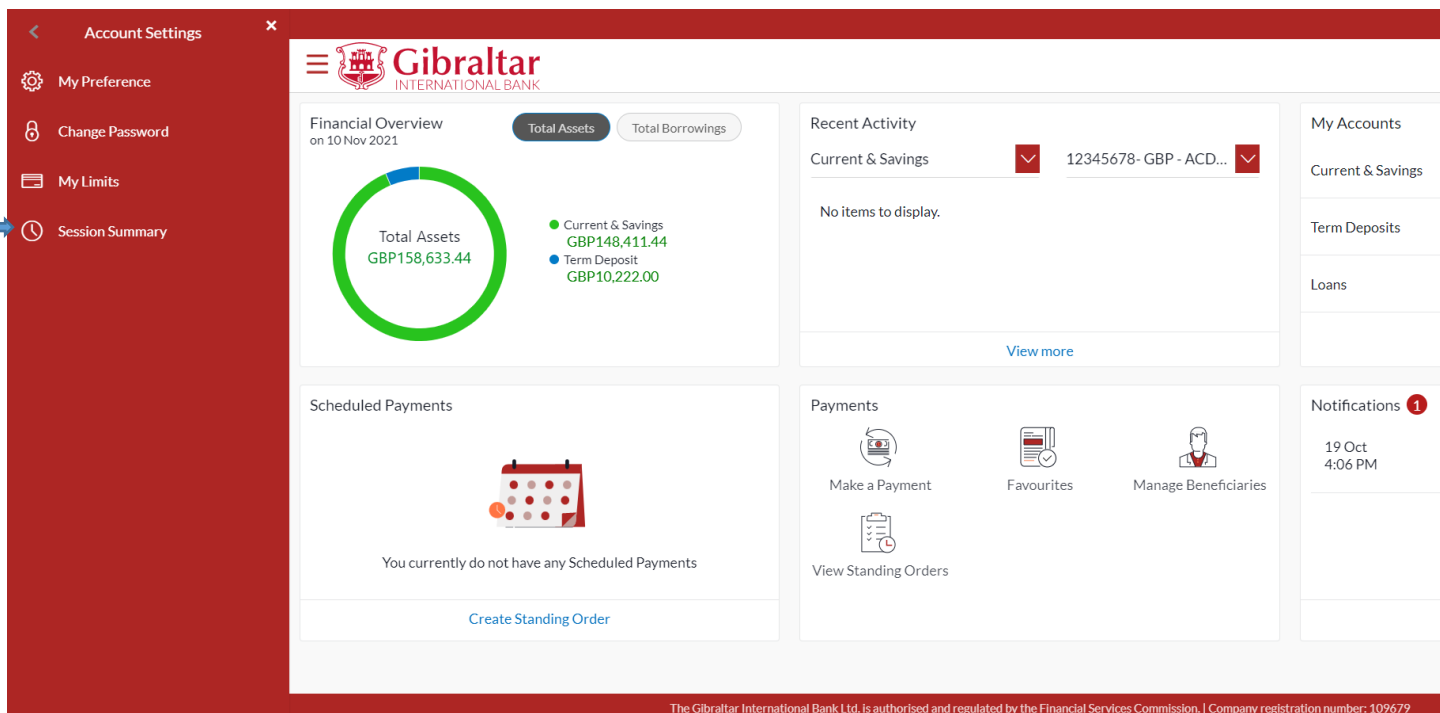 Account Settings
My Preference
Change Password
My Limits
Session Summary
Gibraltar
INTERNATIONAL BANK
Financial Overview
on 10 Nov 2021
Total Assets
Total Borrowings
Total Assets
GBP158,633.44
Current & Savings
GBP148,411.44
Term Deposit
GBP10,222.00
Recent Activity
Current & Savings
12345678- GBP - ACD...
No items to display.
View more
My Accounts
Current & Savings
Term Deposits
Loans
Scheduled Payments
You currently do not have any Scheduled Payments
Create Standing Order
Payments
Make a Payment
Favourites
Manage Beneficiaries
View Standing Orders
Notifications 1
19 Oct
4:06 PM
The Gibraltar International Bank Ltd. is authorised and regulated by the Financial Services Commission. | Company registration number: 109679